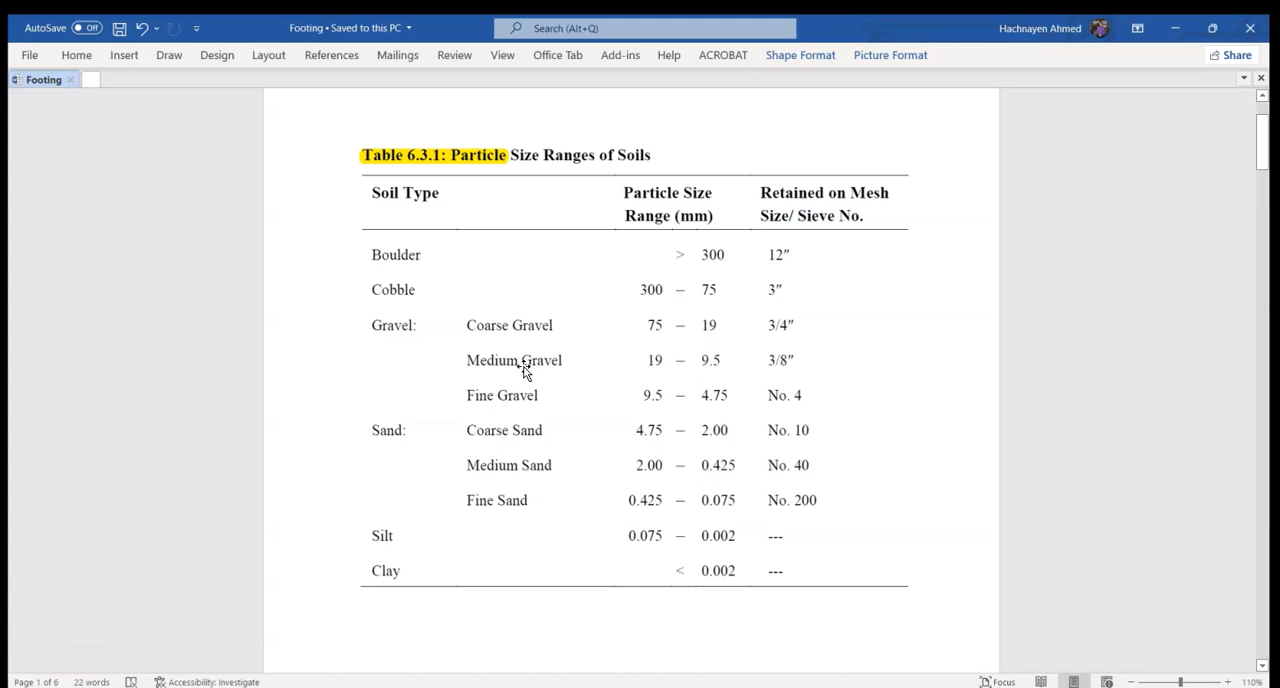 AutoSave Off Footing • Saved to this PC Search (Alt+Q) Hachnayen Ahmed
File Home Insert Draw Design Layout References Mailings Review View Office Tab Add-ins Help ACROBAT Shape Format Picture Format Share
Footing
Table 6.3.1: Particle Size Ranges of Soils
Soil Type Particle Size Range (mm) Retained on Mesh Size/ Sieve No.
Boulder > 300 12″
Cobble 300 – 75 3″
Gravel: Coarse Gravel 75 – 19 3/4″
Medium Gravel 19 – 9.5 3/8″
Fine Gravel 9.5 – 4.75 No. 4
Sand: Coarse Sand 4.75 – 2.00 No. 10
Medium Sand 2.00 – 0.425 No. 40
Fine Sand 0.425 – 0.075 No. 200
Silt 0.075 – 0.002 ---
Clay < 0.002 ---
Page 1 of 6 22 words Accessibility: Investigate Focus 110%